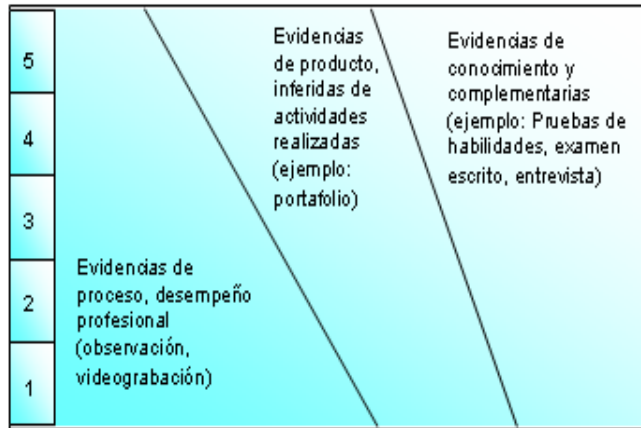 5
4
3
2
1
Evidencias de
proceso, desempeño
profesional
(observación,
videograbación)
Evidencias
de producto,
inferidas de
actividades
realizadas
(ejemplo:
portafolio)
Evidencias de
conocimiento y
complementarias
(ejemplo: Pruebas de
habilidades, examen
escrito, entrevista)